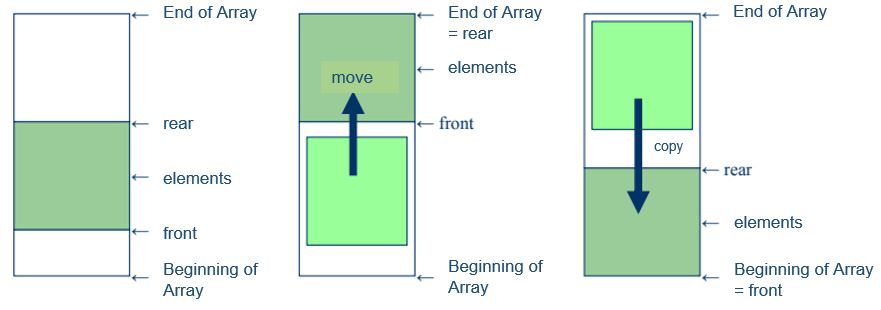 End of Array
rear
elements
front
Beginning of
Array
End of Array
= rear
elements
move
front
Beginning of
Array
End of Array
copy
rear
elements
Beginning of Array
= front